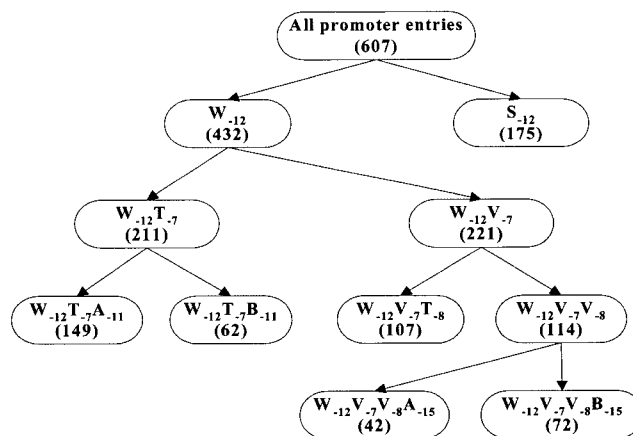 All promoter entries
(607)
W₋₁₂
(432)
S₋₁₂
(175)
W₋₁₂T₋₇
(211)
W₋₁₂V₋₇
(221)
W₋₁₂T₋₇A₋₁₁
(149)
W₋₁₂T₋₇B₋₁₁
(62)
W₋₁₂V₋₇T₋₈
(107)
W₋₁₂V₋₇V₋₈
(114)
W₋₁₂V₋₇V₋₈A₋₁₅
(42)
W₋₁₂V₋₇V₋₈B₋₁₅
(72)